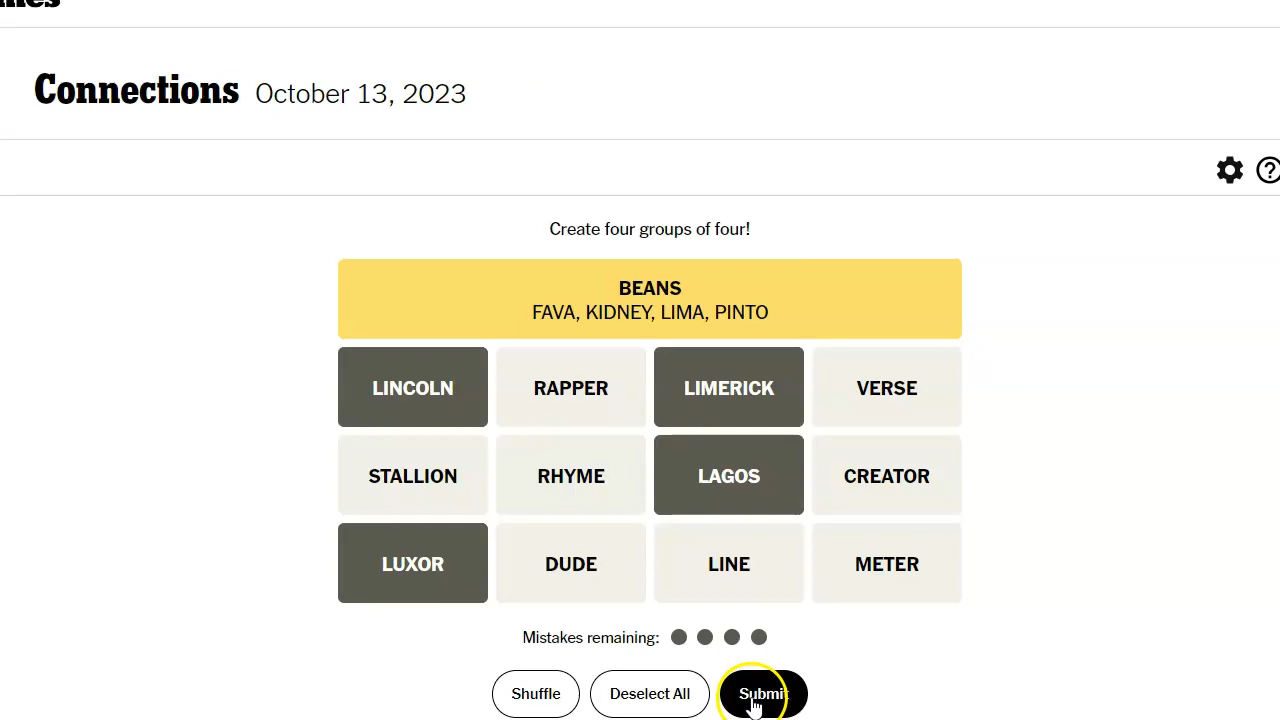 Connections October 13, 2023
Create four groups of four!
BEANS
FAVA, KIDNEY, LIMA, PINTO
LINCOLN RAPPER LIMERICK VERSE
STALLION RHYME LAGOS CREATOR
LUXOR DUDE LINE METER
Mistakes remaining:
Shuffle Deselect All Submit